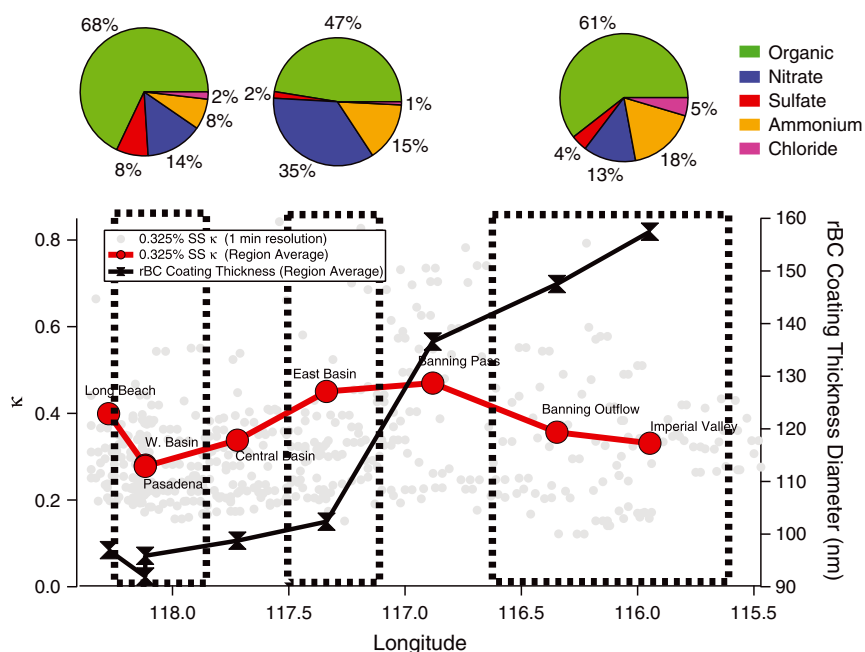 68%
2%
8%
14%
8%
47%
1%
15%
35%
2%
61%
5%
18%
13%
4%
Organic
Nitrate
Sulfate
Ammonium
Chloride
0.325% SS κ (1 min resolution)
0.325% SS κ (Region Average)
rBC Coating Thickness (Region Average)
0.8
0.6
0.4
0.2
0.0
κ
Long Beach
W. Basin
Pasadena
Central Basin
East Basin
Banning Pass
Banning Outflow
Imperial Valley
160
150
140
130
120
110
100
90
rBC Coating Thickness Diameter (nm)
118.0
117.5
117.0
116.5
116.0
115.5
Longitude